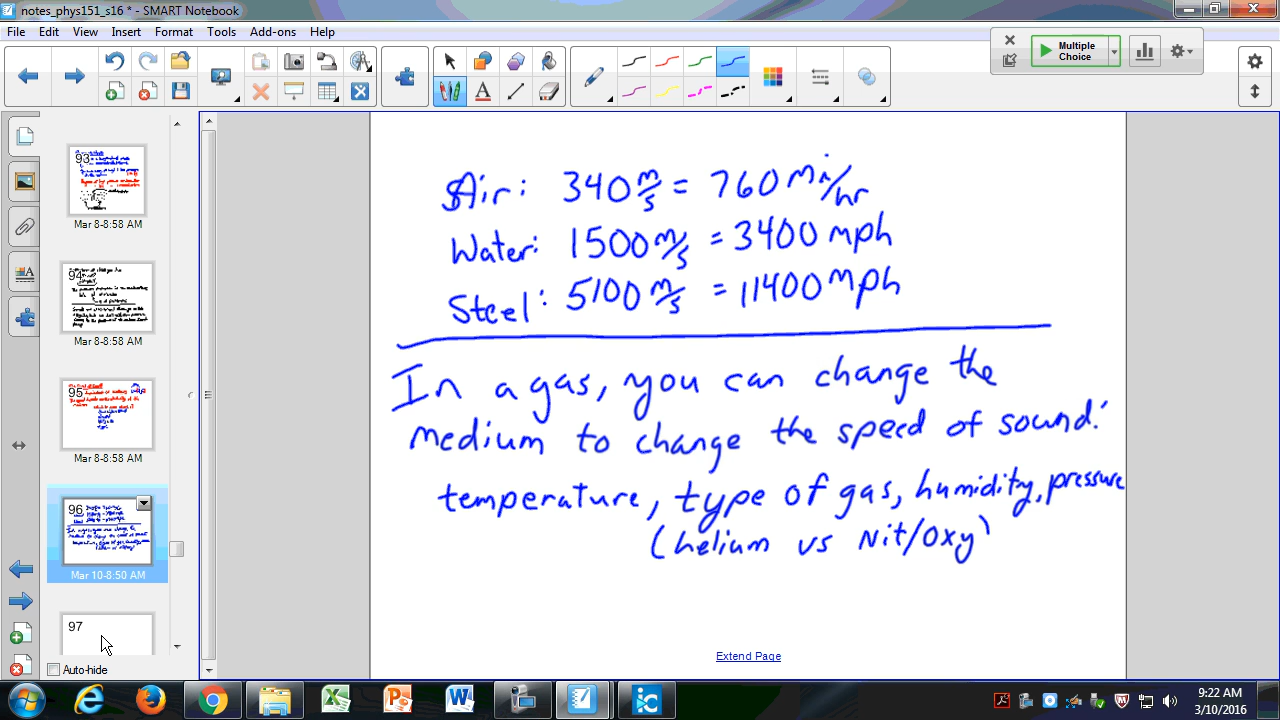 notes_phys151_s16 * - SMART Notebook
File Edit View Insert Format Tools Add-ons Help
Multiple Choice
93
Mar 8-8:58 AM
94
Mar 8-8:58 AM
95
Mar 8-8:58 AM
96
Mar 10-8:50 AM
97
Auto-hide
Air: 340 m/s = 760 mi/hr
Water: 1500 m/s = 3400 mph
Steel: 5100 m/s = 11400 mph
In a gas, you can change the
medium to change the speed of sound:
temperature, type of gas, humidity, pressure
(helium vs Nit/Oxy)
Extend Page
9:22 AM
3/10/2016